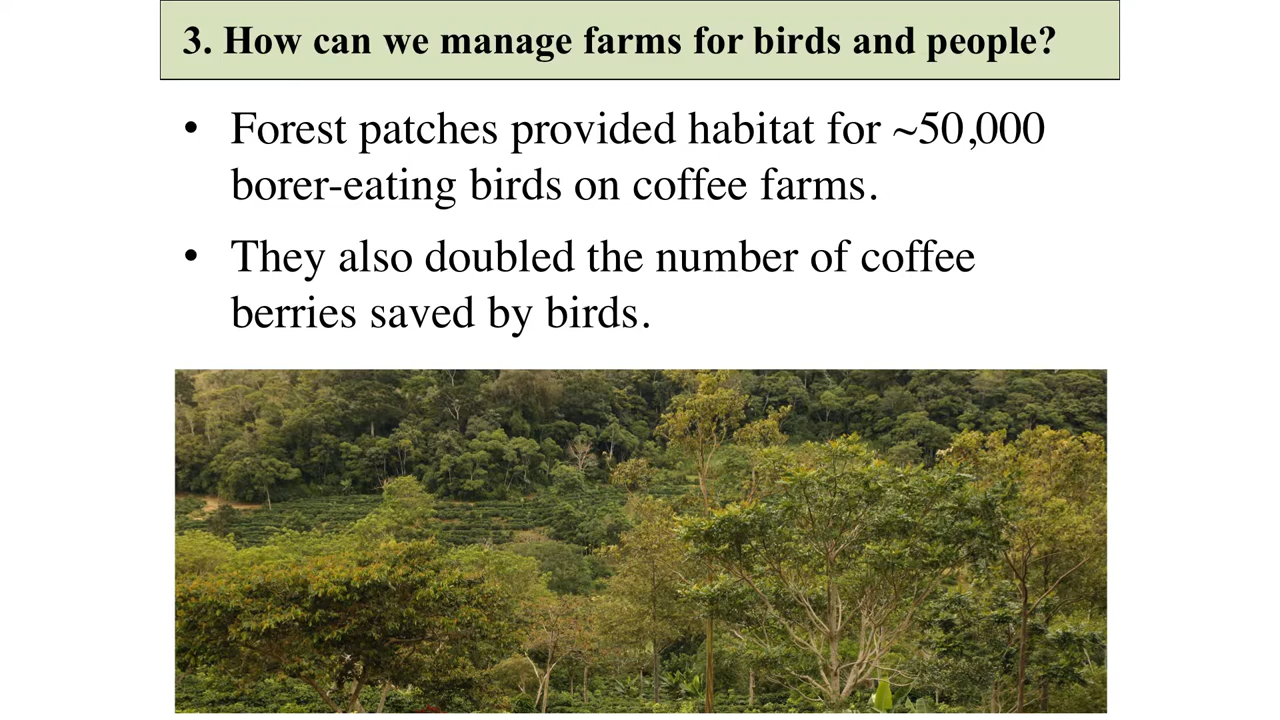 3. How can we manage farms for birds and people?
• Forest patches provided habitat for ~50,000
borer-eating birds on coffee farms.
• They also doubled the number of coffee
berries saved by birds.